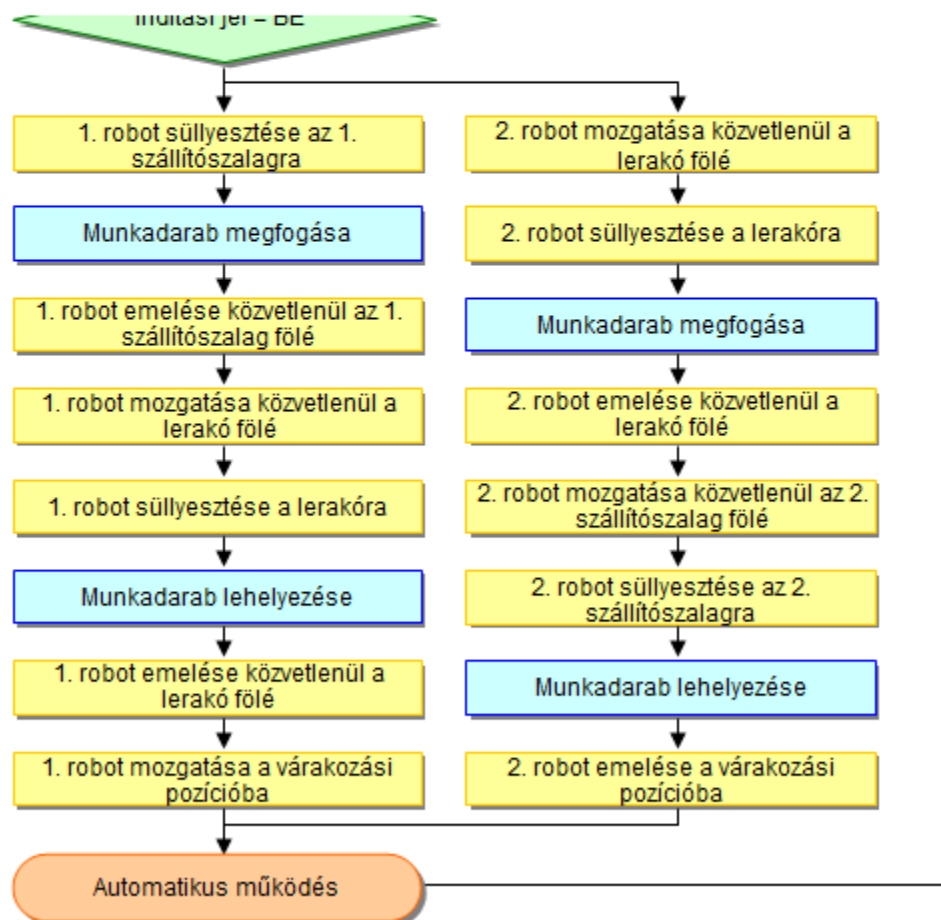 Indítási jel = BE
1. robot süllyesztése az 1.
szállítószalagra
Munkadarab megfogása
1. robot emelése közvetlenül az 1.
szállítószalag fölé
1. robot mozgatása közvetlenül a
lerakó fölé
1. robot süllyesztése a lerakóra
Munkadarab lehelyezése
1. robot emelése közvetlenül a
lerakó fölé
1. robot mozgatása a várakozási
pozícióba
2. robot mozgatása közvetlenül a
lerakó fölé
2. robot süllyesztése a lerakóra
Munkadarab megfogása
2. robot emelése közvetlenül a
lerakó fölé
2. robot mozgatása közvetlenül az 2.
szállítószalag fölé
2. robot süllyesztése az 2.
szállítószalagra
Munkadarab lehelyezése
2. robot emelése a várakozási
pozícióba
Automatikus működés